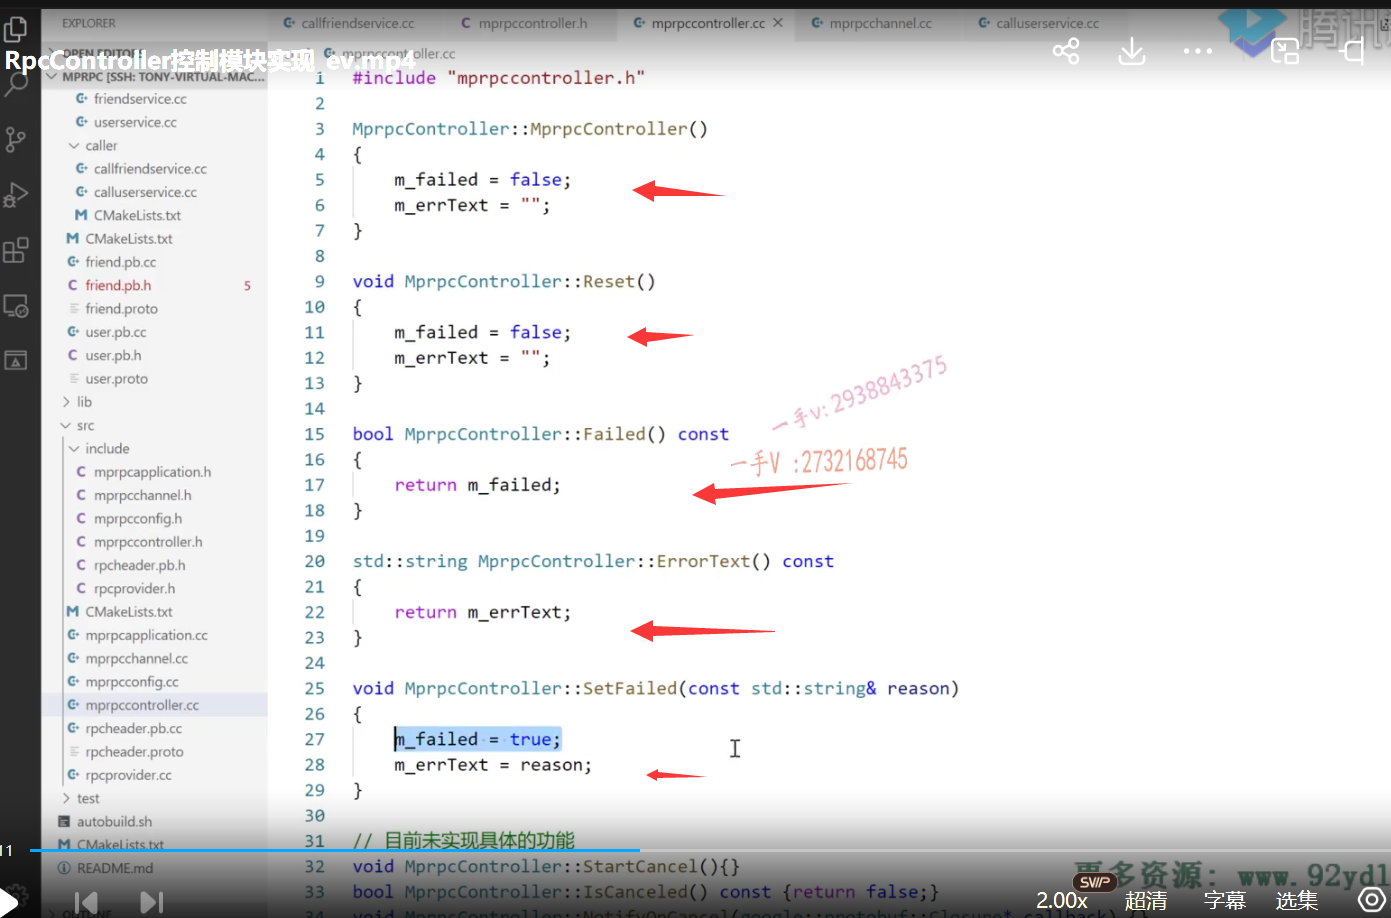 EXPLORER
callfriendservice.cc
mprpccontroller.h
mprpccontroller.cc
mprpcchannel.cc
calluserservice.cc
腾讯
OPEN EDITORS
mprpccontroller.cc
RpcController控制模块实现_ev.mp4
MPRPC [SSH: TONY-VIRTUAL-MAC...
friendservice.cc
userservice.cc
caller
callfriendservice.cc
calluserservice.cc
CMakeLists.txt
CMakeLists.txt
friend.pb.cc
friend.pb.h 5
friend.proto
user.pb.cc
user.pb.h
user.proto
lib
src
include
mprpcapplication.h
mprpcchannel.h
mprpcconfig.h
mprpccontroller.h
rpcheader.pb.h
rpcprovider.h
CMakeLists.txt
mprpcapplication.cc
mprpcchannel.cc
mprpcconfig.cc
mprpccontroller.cc
rpcheader.pb.cc
rpcheader.proto
rpcprovider.cc
test
autobuild.sh
CMakeLists.txt
README.md
OUTLINE
1 #include "mprpccontroller.h"
2
3 MprpcController::MprpcController()
4 {
5 m_failed = false;
6 m_errText = "";
7 }
8
9 void MprpcController::Reset()
10 {
11 m_failed = false;
12 m_errText = "";
13 }
14
15 bool MprpcController::Failed() const
16 {
17 return m_failed;
18 }
19
20 std::string MprpcController::ErrorText() const
21 {
22 return m_errText;
23 }
24
25 void MprpcController::SetFailed(const std::string& reason)
26 {
27 m_failed = true;
28 m_errText = reason;
29 }
30
31 // 目前未实现具体的功能
32 void MprpcController::StartCancel(){}
33 bool MprpcController::IsCanceled() const {return false;}
34 void MprpcController::NotifyOnCancel(google::protobuf::Closure* callback) {}
一手v: 2938843375
一手V :2732168745
11
更多资源: www.92yd1
SVIP
2.00x 超清 字幕 选集